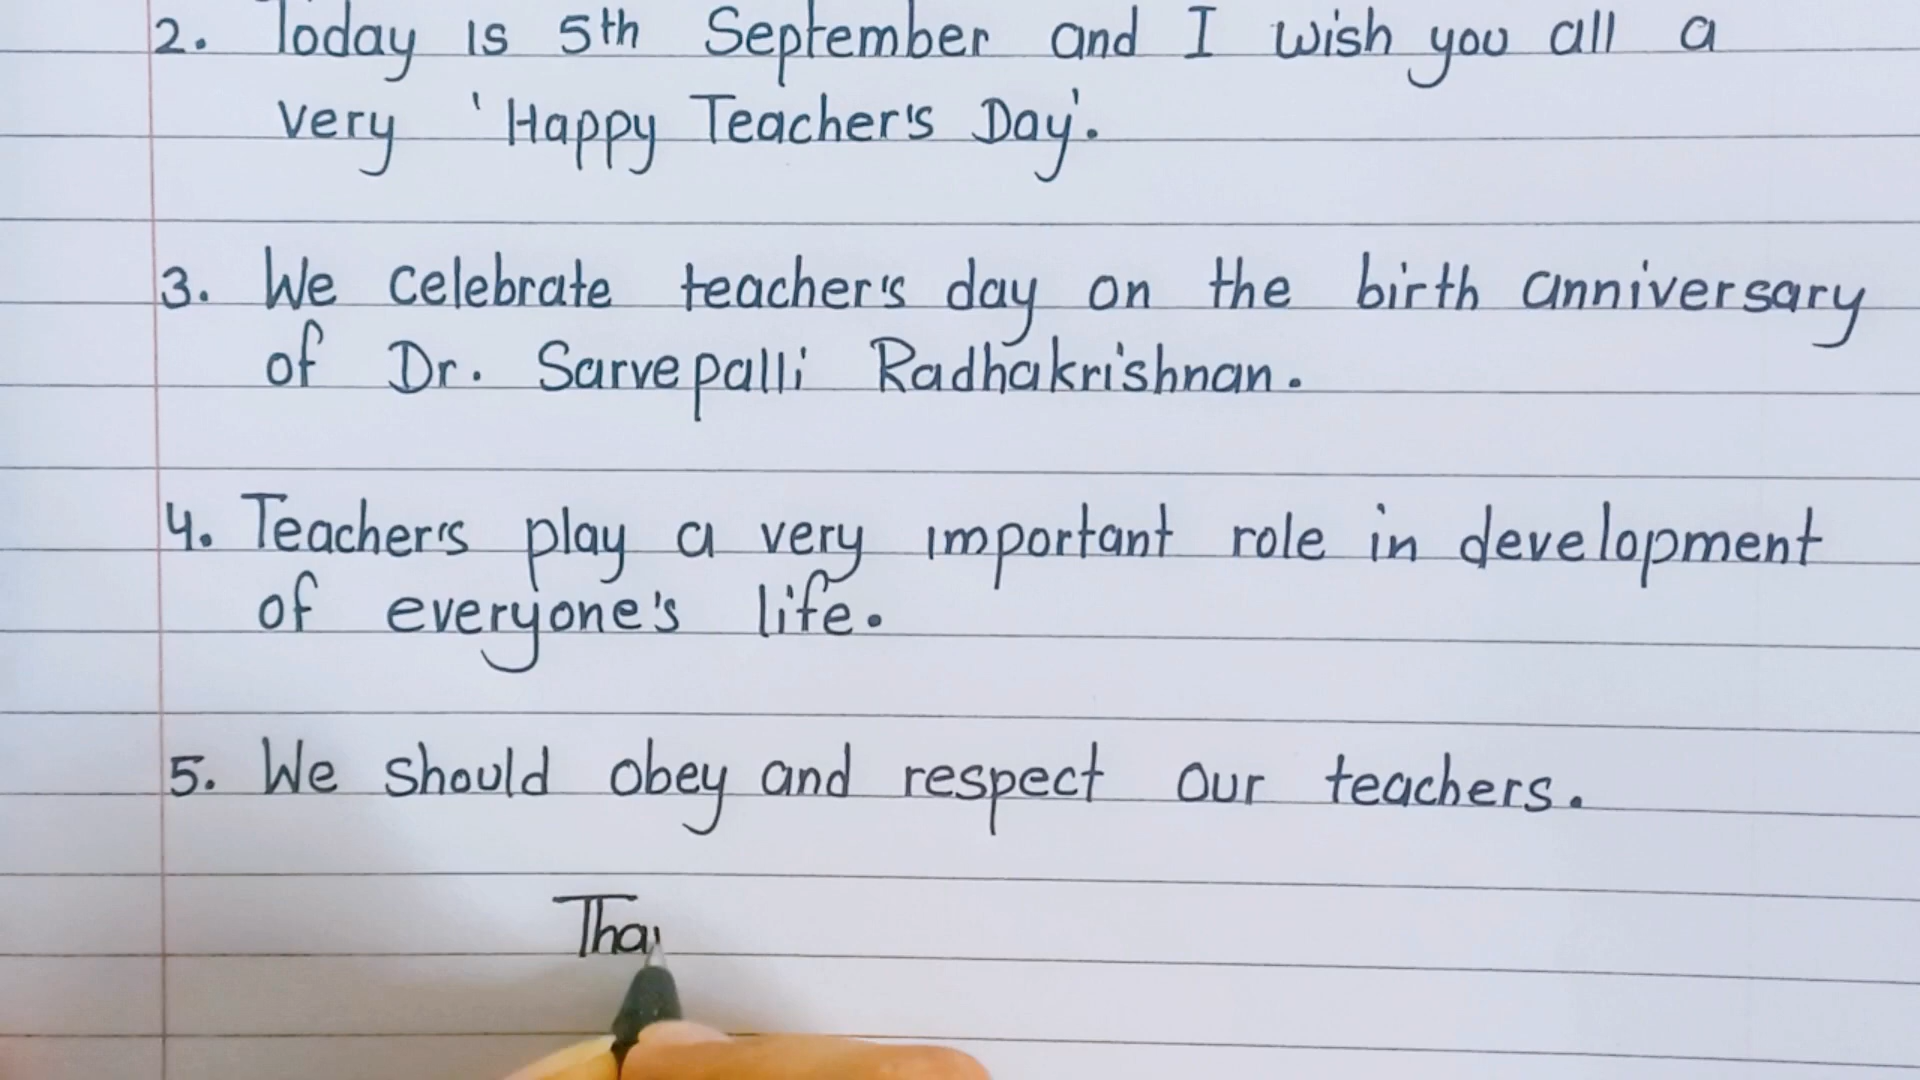 2. Today is 5th September and I wish you all a
very 'Happy Teacher's Day'.
3. We celebrate teacher's day on the birth anniversary
of Dr. Sarvepalli Radhakrishnan.
4. Teacher's play a very important role in development
of everyone's life.
5. We should obey and respect our teachers.
Tha